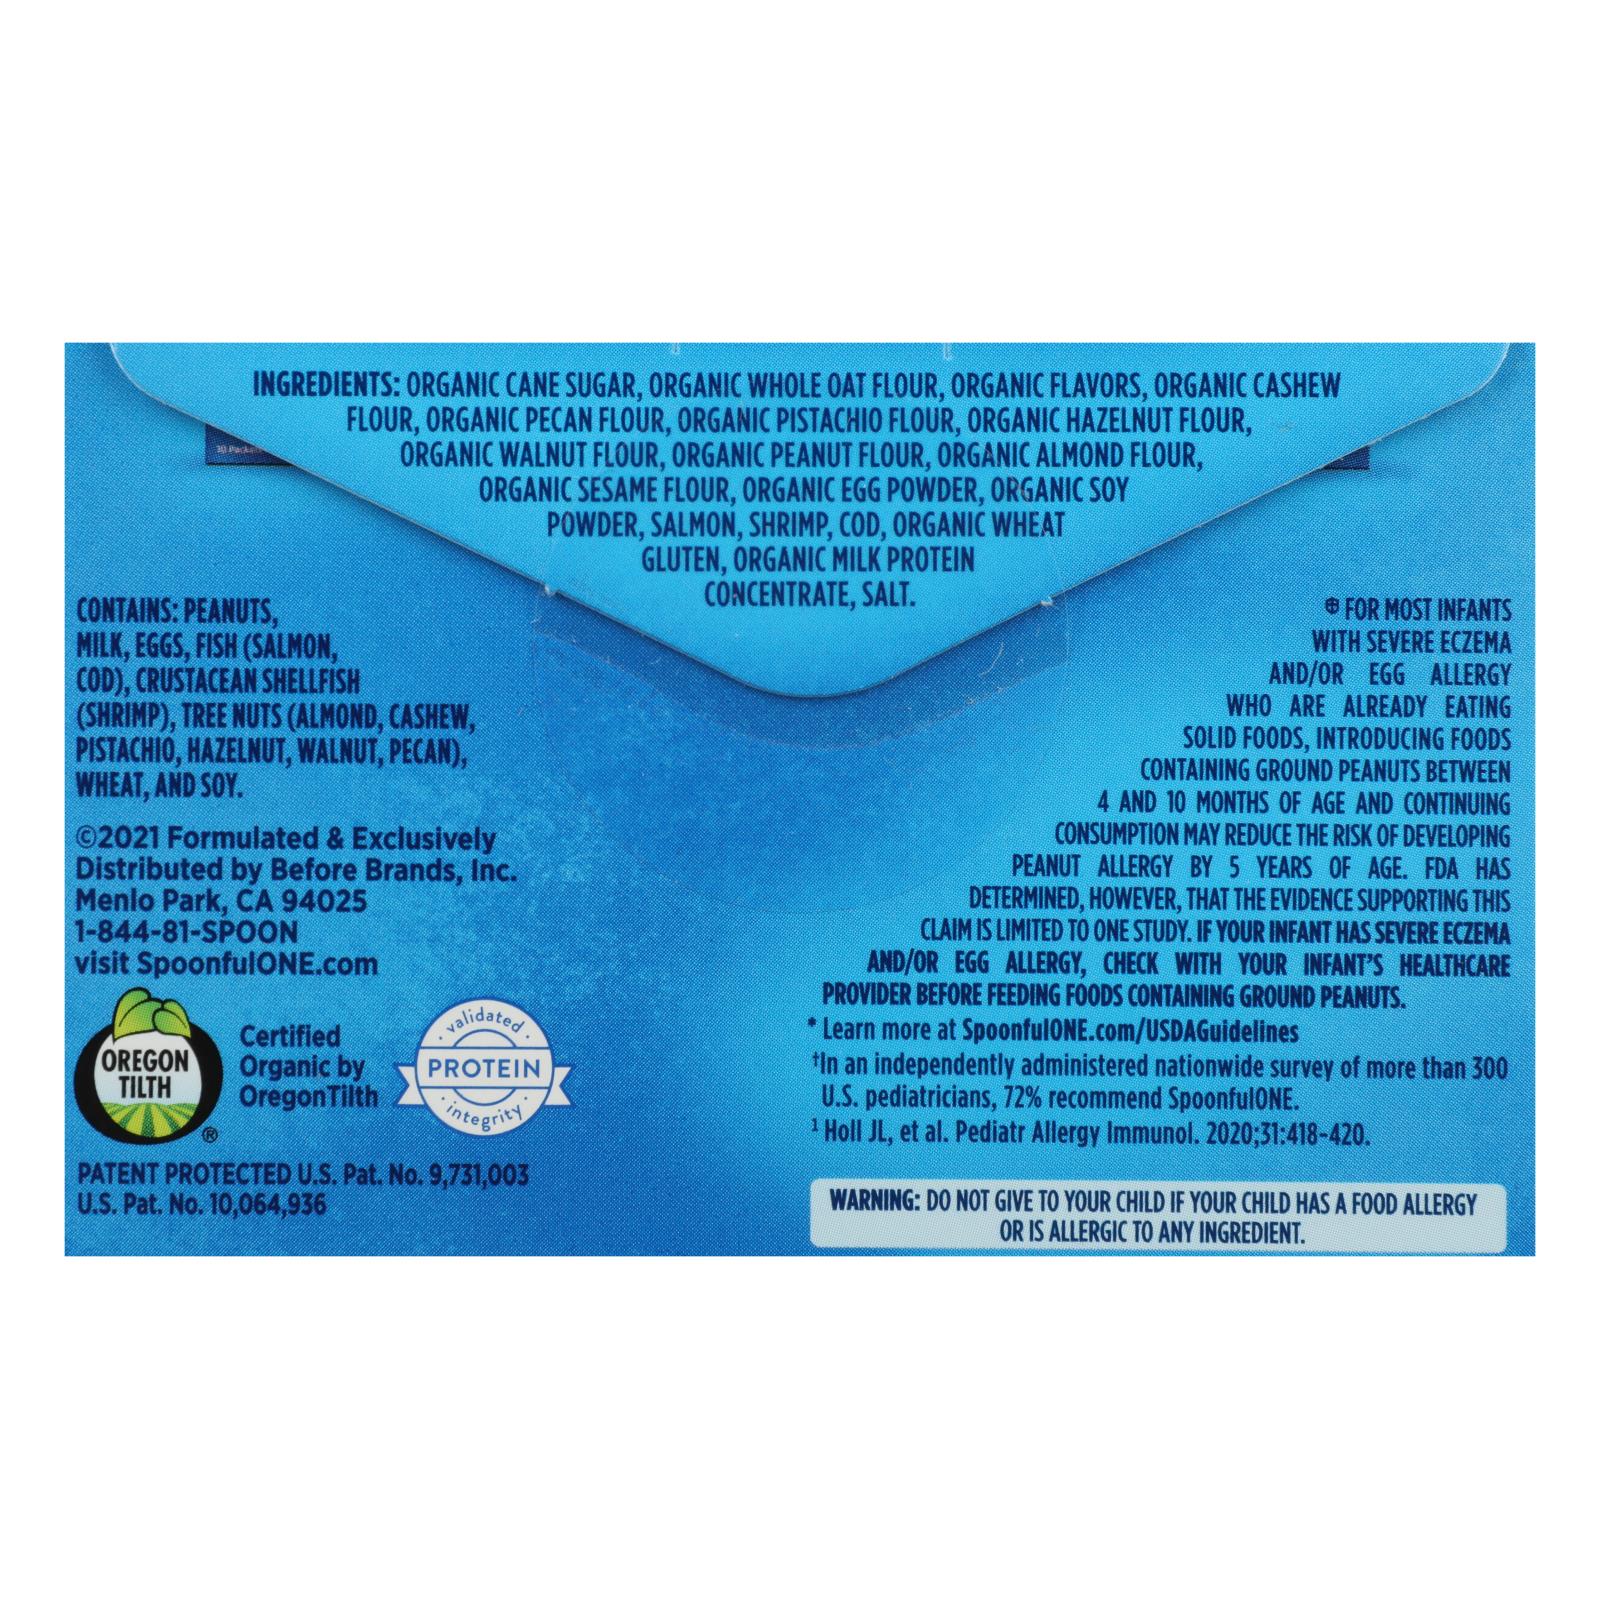 INGREDIENTS: ORGANIC CANE SUGAR, ORGANIC WHOLE OAT FLOUR, ORGANIC FLAVORS, ORGANIC CASHEW
FLOUR, ORGANIC PECAN FLOUR, ORGANIC PISTACHIO FLOUR, ORGANIC HAZELNUT FLOUR,
ORGANIC WALNUT FLOUR, ORGANIC PEANUT FLOUR, ORGANIC ALMOND FLOUR,
ORGANIC SESAME FLOUR, ORGANIC EGG POWDER, ORGANIC SOY
POWDER, SALMON, SHRIMP, COD, ORGANIC WHEAT
GLUTEN, ORGANIC MILK PROTEIN
CONCENTRATE, SALT.
30 Packets
CONTAINS: PEANUTS,
MILK, EGGS, FISH (SALMON,
COD), CRUSTACEAN SHELLFISH
(SHRIMP), TREE NUTS (ALMOND, CASHEW,
PISTACHIO, HAZELNUT, WALNUT, PECAN),
WHEAT, AND SOY.
©2021 Formulated & Exclusively
Distributed by Before Brands, Inc.
Menlo Park, CA 94025
1-844-81-SPOON
visit SpoonfulONE.com
OREGON
TILTH
®
Certified
Organic by
OregonTilth
validated
PROTEIN
integrity
PATENT PROTECTED U.S. Pat. No. 9,731,003
U.S. Pat. No. 10,064,936
FOR MOST INFANTS
WITH SEVERE ECZEMA
AND/OR EGG ALLERGY
WHO ARE ALREADY EATING
SOLID FOODS, INTRODUCING FOODS
CONTAINING GROUND PEANUTS BETWEEN
4 AND 10 MONTHS OF AGE AND CONTINUING
CONSUMPTION MAY REDUCE THE RISK OF DEVELOPING
PEANUT ALLERGY BY 5 YEARS OF AGE. FDA HAS
DETERMINED, HOWEVER, THAT THE EVIDENCE SUPPORTING THIS
CLAIM IS LIMITED TO ONE STUDY. IF YOUR INFANT HAS SEVERE ECZEMA
AND/OR EGG ALLERGY, CHECK WITH YOUR INFANT'S HEALTHCARE
PROVIDER BEFORE FEEDING FOODS CONTAINING GROUND PEANUTS.
* Learn more at SpoonfulONE.com/USDAGuidelines
†In an independently administered nationwide survey of more than 300
U.S. pediatricians, 72% recommend SpoonfulONE.
¹ Holl JL, et al. Pediatr Allergy Immunol. 2020;31:418-420.
WARNING: DO NOT GIVE TO YOUR CHILD IF YOUR CHILD HAS A FOOD ALLERGY
OR IS ALLERGIC TO ANY INGREDIENT.